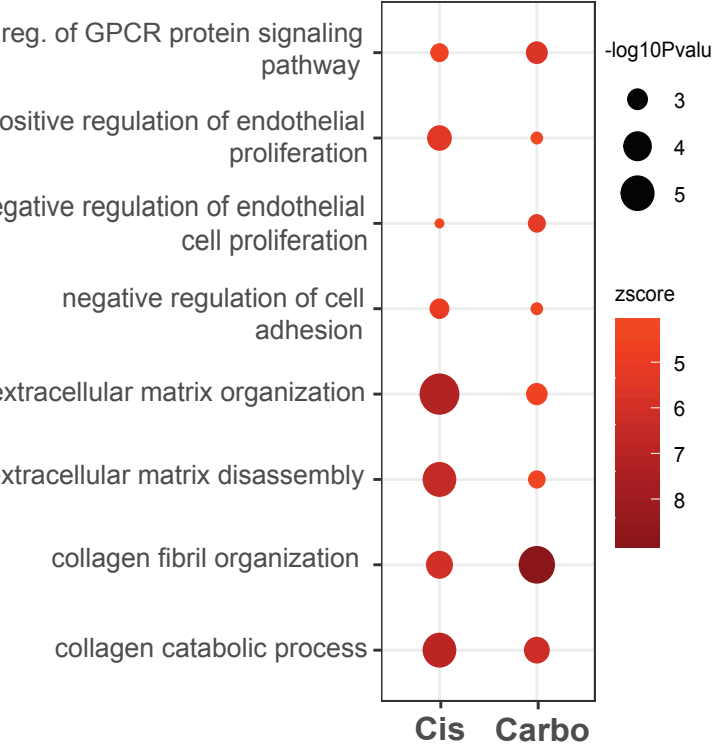 reg. of GPCR protein signaling
pathway
ositive regulation of endothelial
proliferation
egative regulation of endothelial
cell proliferation
negative regulation of cell
adhesion
extracellular matrix organization
xtracellular matrix disassembly
collagen fibril organization
collagen catabolic process
Cis Carbo
-log10Pvalu
3
4
5
zscore
5
6
7
8